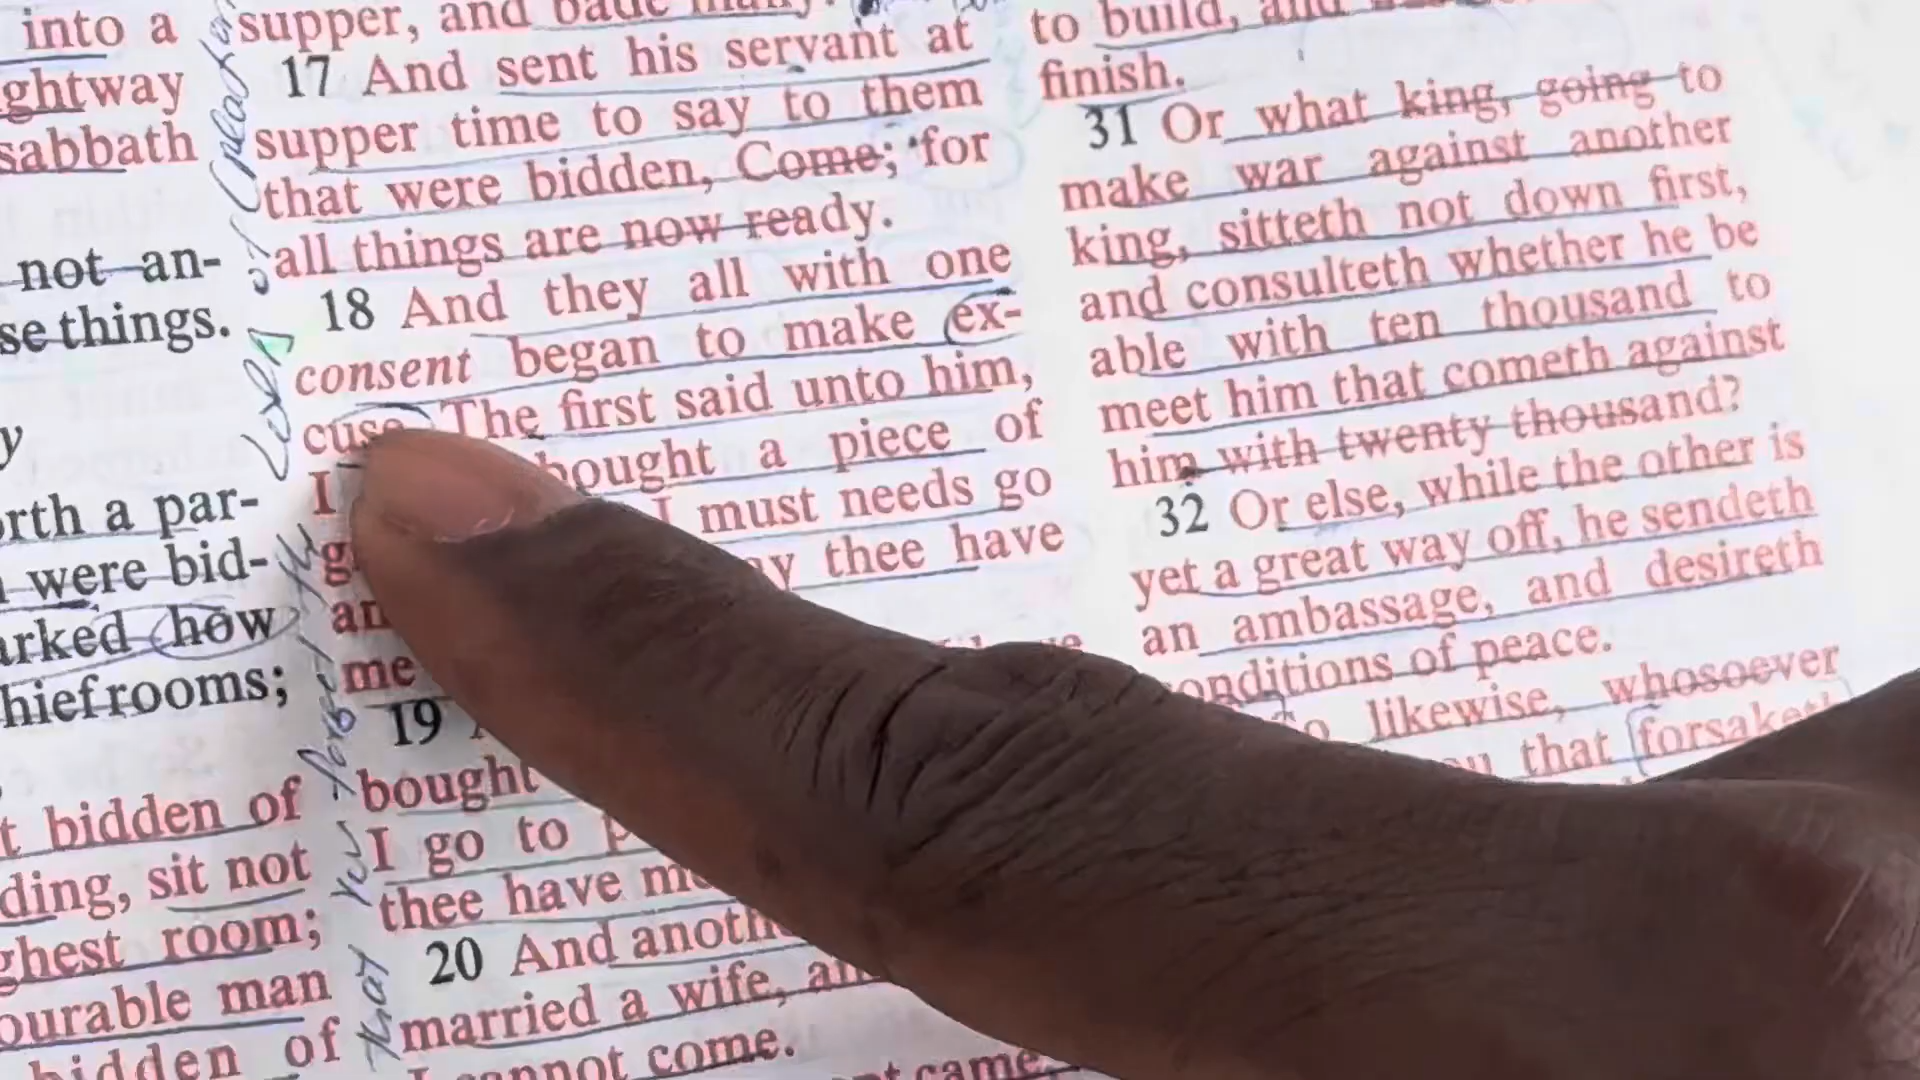 into a
ghtway
sabbath
not an-
se things.
y
rth a par-
were bid-
arked how
hief rooms;
t bidden of
ding, sit not
ghest room;
ourable man
bidden of
supper, and bade many:
17 And sent his servant at
supper time to say to them
that were bidden, Come; for
all things are now ready.
18 And they all with one
consent began to make ex-
cuse The first said unto him,
I bought a piece of
g I must needs go
an y thee have
me
19
bought
I go to p
thee have me
20 And anoth
married a wife, an
I cannot come.
t came,
to build, and
finish.
31 Or what king, going to
make war against another
king, sitteth not down first,
and consulteth whether he be
able with ten thousand to
meet him that cometh against
him with twenty thousand?
32 Or else, while the other is
yet a great way off, he sendeth
an ambassage, and desireth
onditions of peace.
o likewise, whosoever
ou that forsaket
that